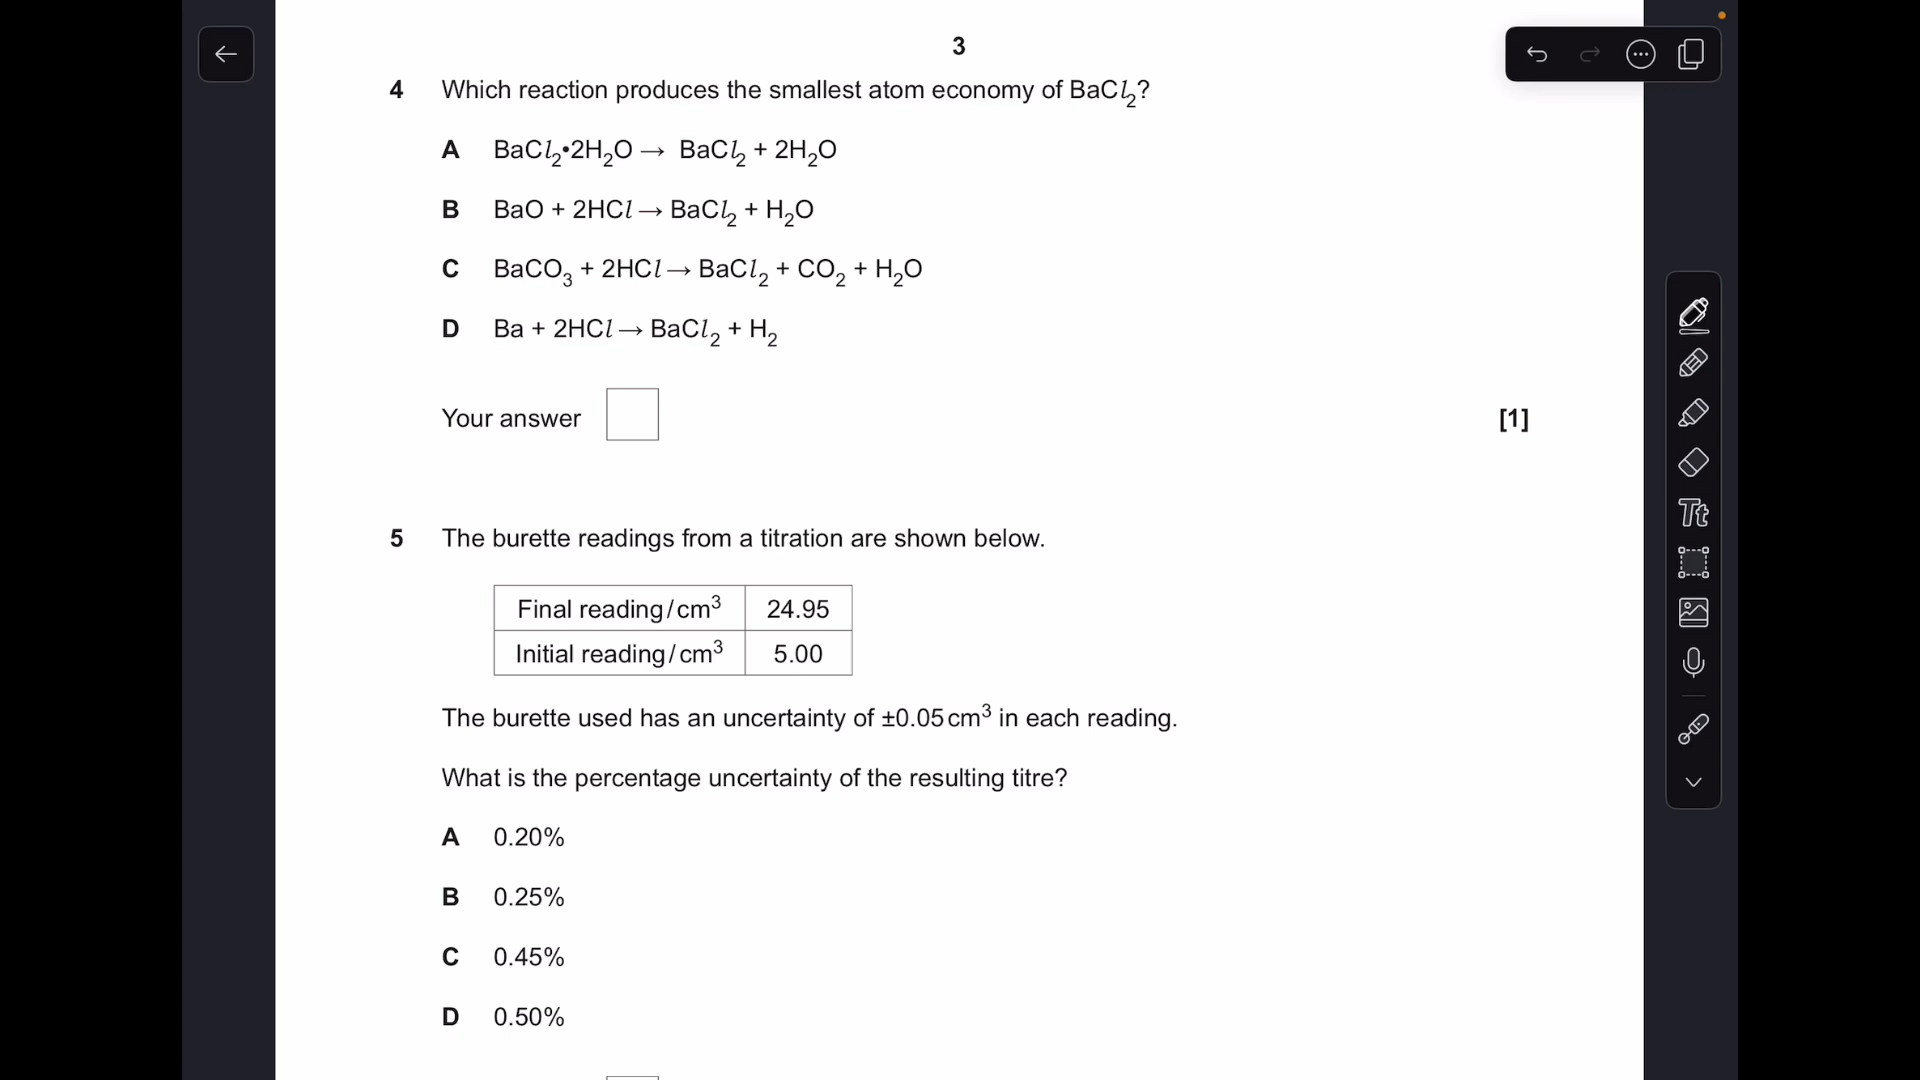 3
4 Which reaction produces the smallest atom economy of BaCl₂?
A BaCl₂•2H₂O → BaCl₂ + 2H₂O
B BaO + 2HCl → BaCl₂ + H₂O
C BaCO₃ + 2HCl → BaCl₂ + CO₂ + H₂O
D Ba + 2HCl → BaCl₂ + H₂
Your answer [1]
5 The burette readings from a titration are shown below.
Final reading/cm³ 24.95
Initial reading/cm³ 5.00
The burette used has an uncertainty of ±0.05 cm³ in each reading.
What is the percentage uncertainty of the resulting titre?
A 0.20%
B 0.25%
C 0.45%
D 0.50%
Tt